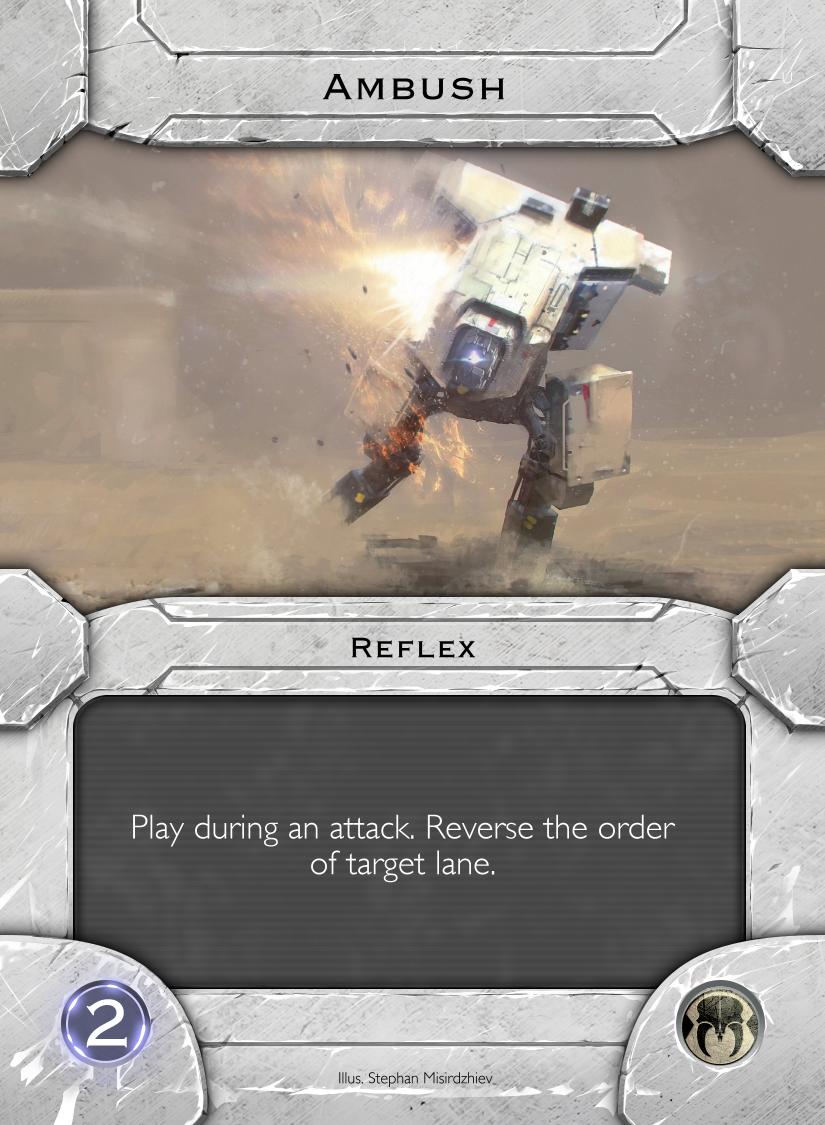 Ambush
Reflex
Play during an attack. Reverse the order
of target lane.
2
Illus. Stephan Misirdzhiev